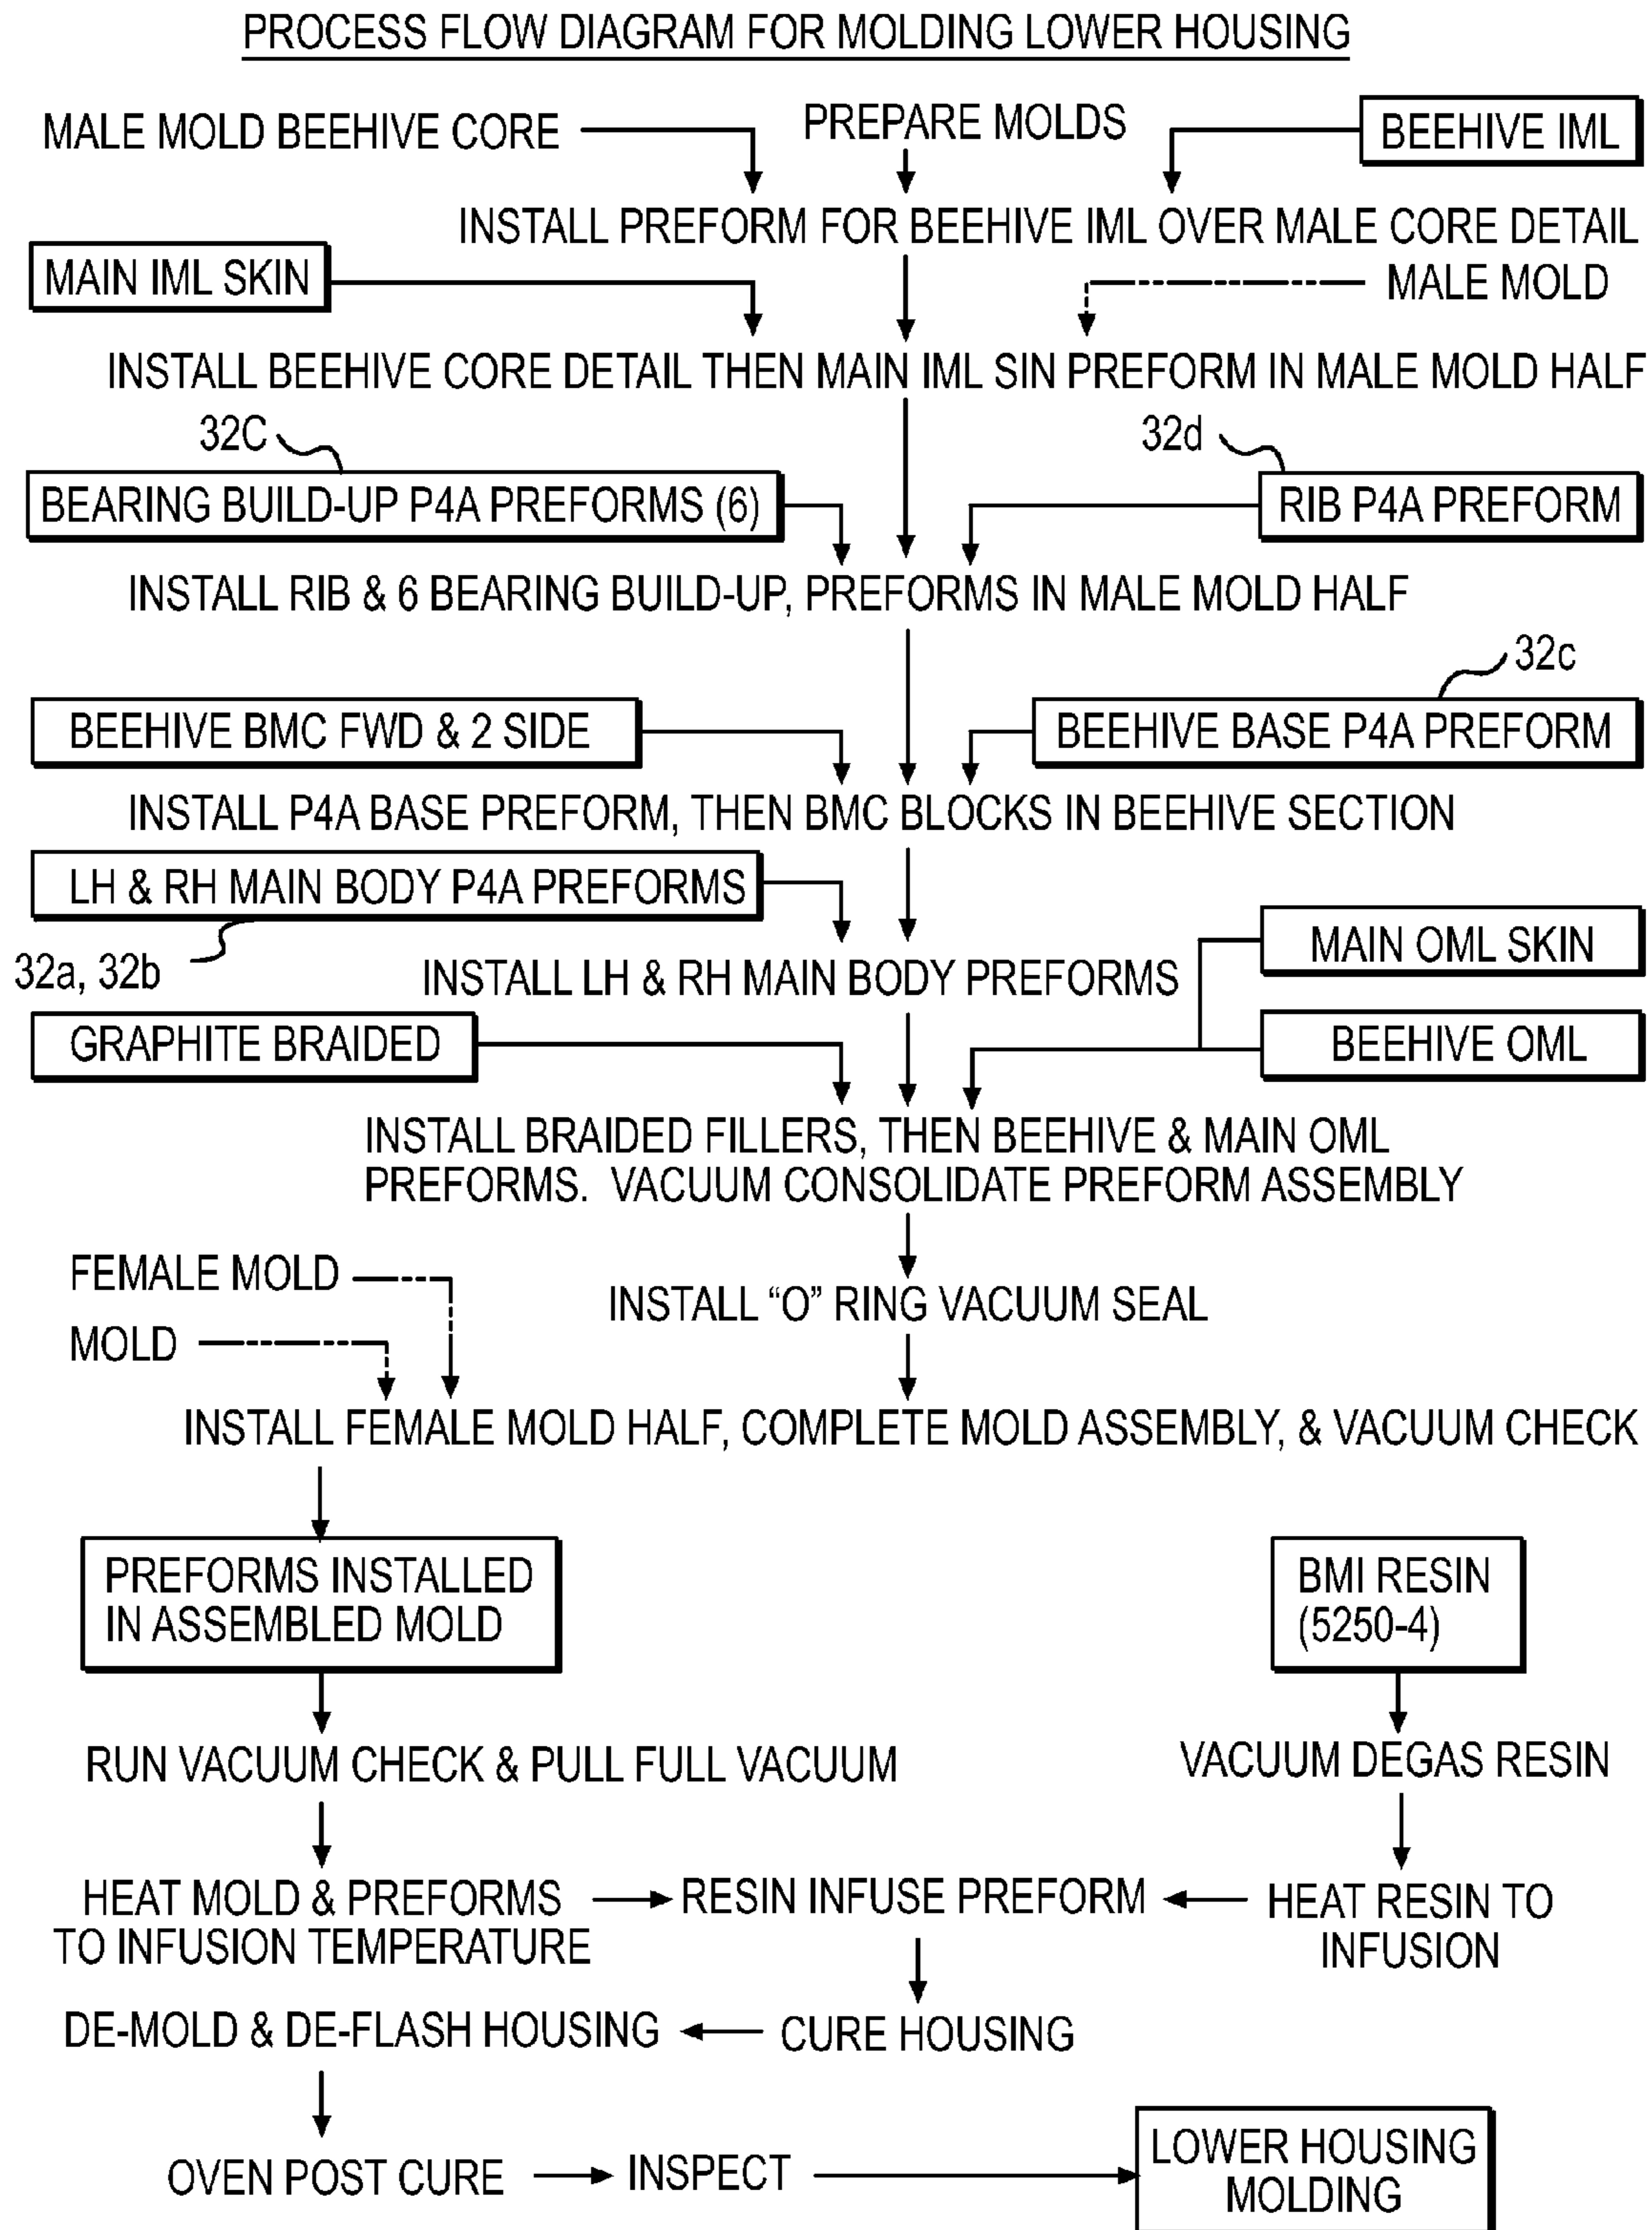 PROCESS FLOW DIAGRAM FOR MOLDING LOWER HOUSING
MALE MOLD BEEHIVE CORE
PREPARE MOLDS
BEEHIVE IML
INSTALL PREFORM FOR BEEHIVE IML OVER MALE CORE DETAIL
MAIN IML SKIN
MALE MOLD
INSTALL BEEHIVE CORE DETAIL THEN MAIN IML SIN PREFORM IN MALE MOLD HALF
32C
32d
BEARING BUILD-UP P4A PREFORMS (6)
RIB P4A PREFORM
INSTALL RIB & 6 BEARING BUILD-UP, PREFORMS IN MALE MOLD HALF
32c
BEEHIVE BMC FWD & 2 SIDE
BEEHIVE BASE P4A PREFORM
INSTALL P4A BASE PREFORM, THEN BMC BLOCKS IN BEEHIVE SECTION
LH & RH MAIN BODY P4A PREFORMS
MAIN OML SKIN
32a, 32b
INSTALL LH & RH MAIN BODY PREFORMS
GRAPHITE BRAIDED
BEEHIVE OML
INSTALL BRAIDED FILLERS, THEN BEEHIVE & MAIN OML
PREFORMS. VACUUM CONSOLIDATE PREFORM ASSEMBLY
FEMALE MOLD
INSTALL “O” RING VACUUM SEAL
MOLD
INSTALL FEMALE MOLD HALF, COMPLETE MOLD ASSEMBLY, & VACUUM CHECK
PREFORMS INSTALLED
IN ASSEMBLED MOLD
BMI RESIN
(5250-4)
RUN VACUUM CHECK & PULL FULL VACUUM
VACUUM DEGAS RESIN
HEAT MOLD & PREFORMS
TO INFUSION TEMPERATURE
RESIN INFUSE PREFORM
HEAT RESIN TO
INFUSION
DE-MOLD & DE-FLASH HOUSING
CURE HOUSING
OVEN POST CURE
INSPECT
LOWER HOUSING
MOLDING